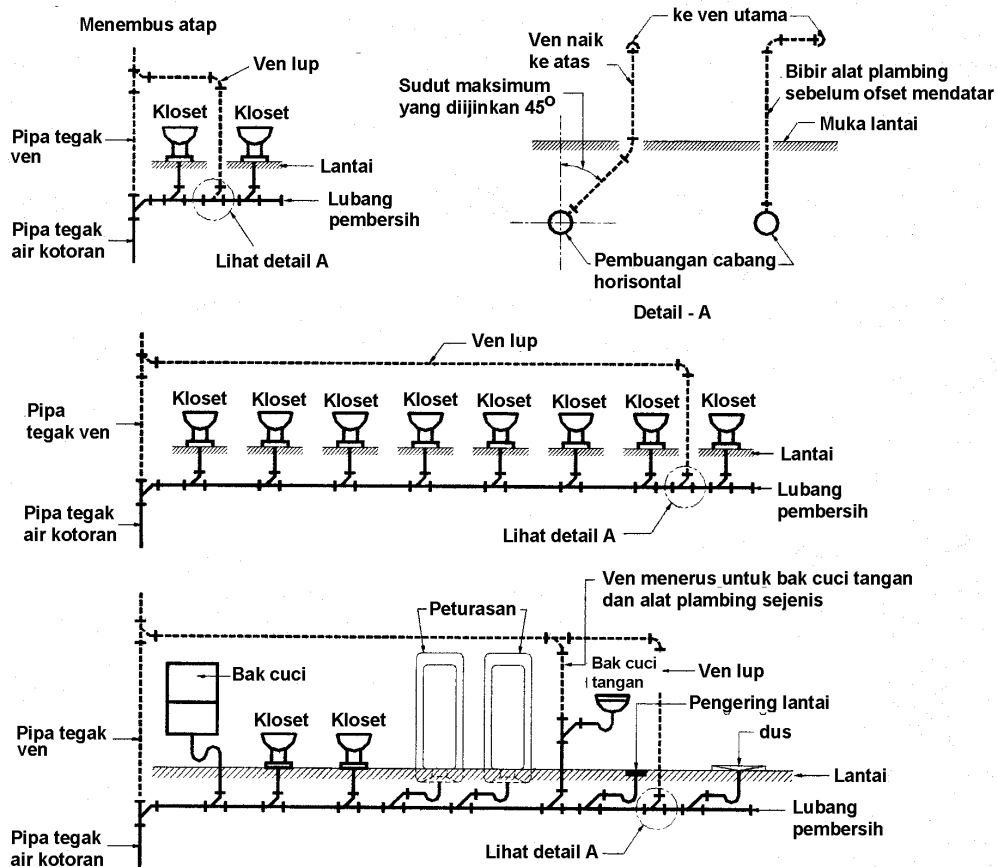 Menembus atap
Ven lup
Kloset
Kloset
Pipa tegak
ven
Lantai
Lubang
pembersih
Pipa tegak
air kotoran
Lihat detail A
ke ven utama
Ven naik
ke atas
Sudut maksimum
yang diijinkan 45°
Bibir alat plambing
sebelum ofset mendatar
Muka lantai
Pembuangan cabang
horisontal
Detail - A
Ven lup
Kloset
Kloset
Kloset
Kloset
Kloset
Kloset
Kloset
Kloset
Pipa
tegak ven
Lantai
Lubang
pembersih
Pipa tegak
air kotoran
Lihat detail A
Ven menerus untuk bak cuci tangan
dan alat plambing sejenis
Peturasan
Bak cuci
Bak cuci
tangan
Ven lup
Pengering lantai
dus
Kloset
Kloset
Pipa tegak
ven
Lantai
Lubang
pembersih
Pipa tegak
air kotoran
Lihat detail A